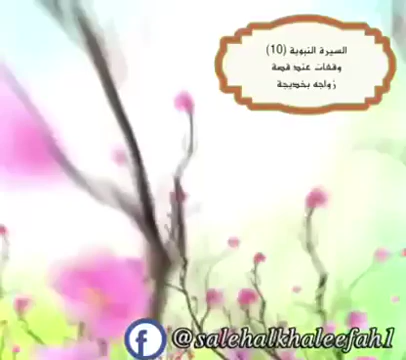 السيرة النبوية (10)
وقفات عند قصة
زواجه بخديجة
@salehalkhaleefah1